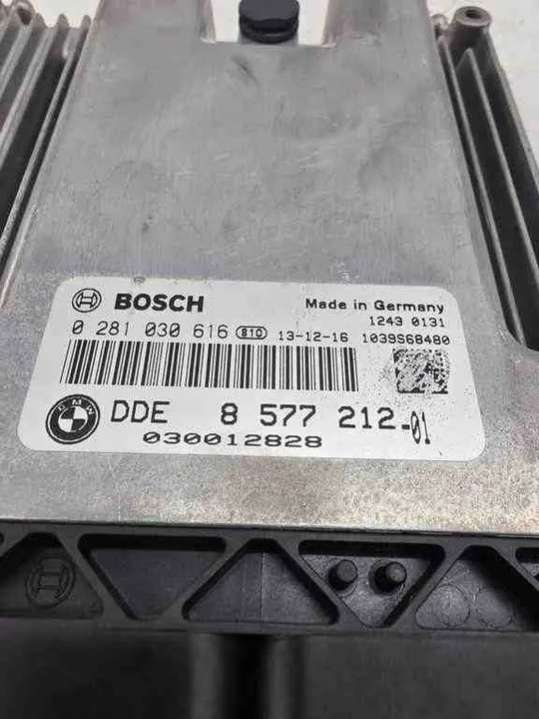 BOSCH
Made in Germany
1243 0131
0 281 030 616 810 13-12-16 1039S68480
BMW DDE 8 577 212-01
030012828